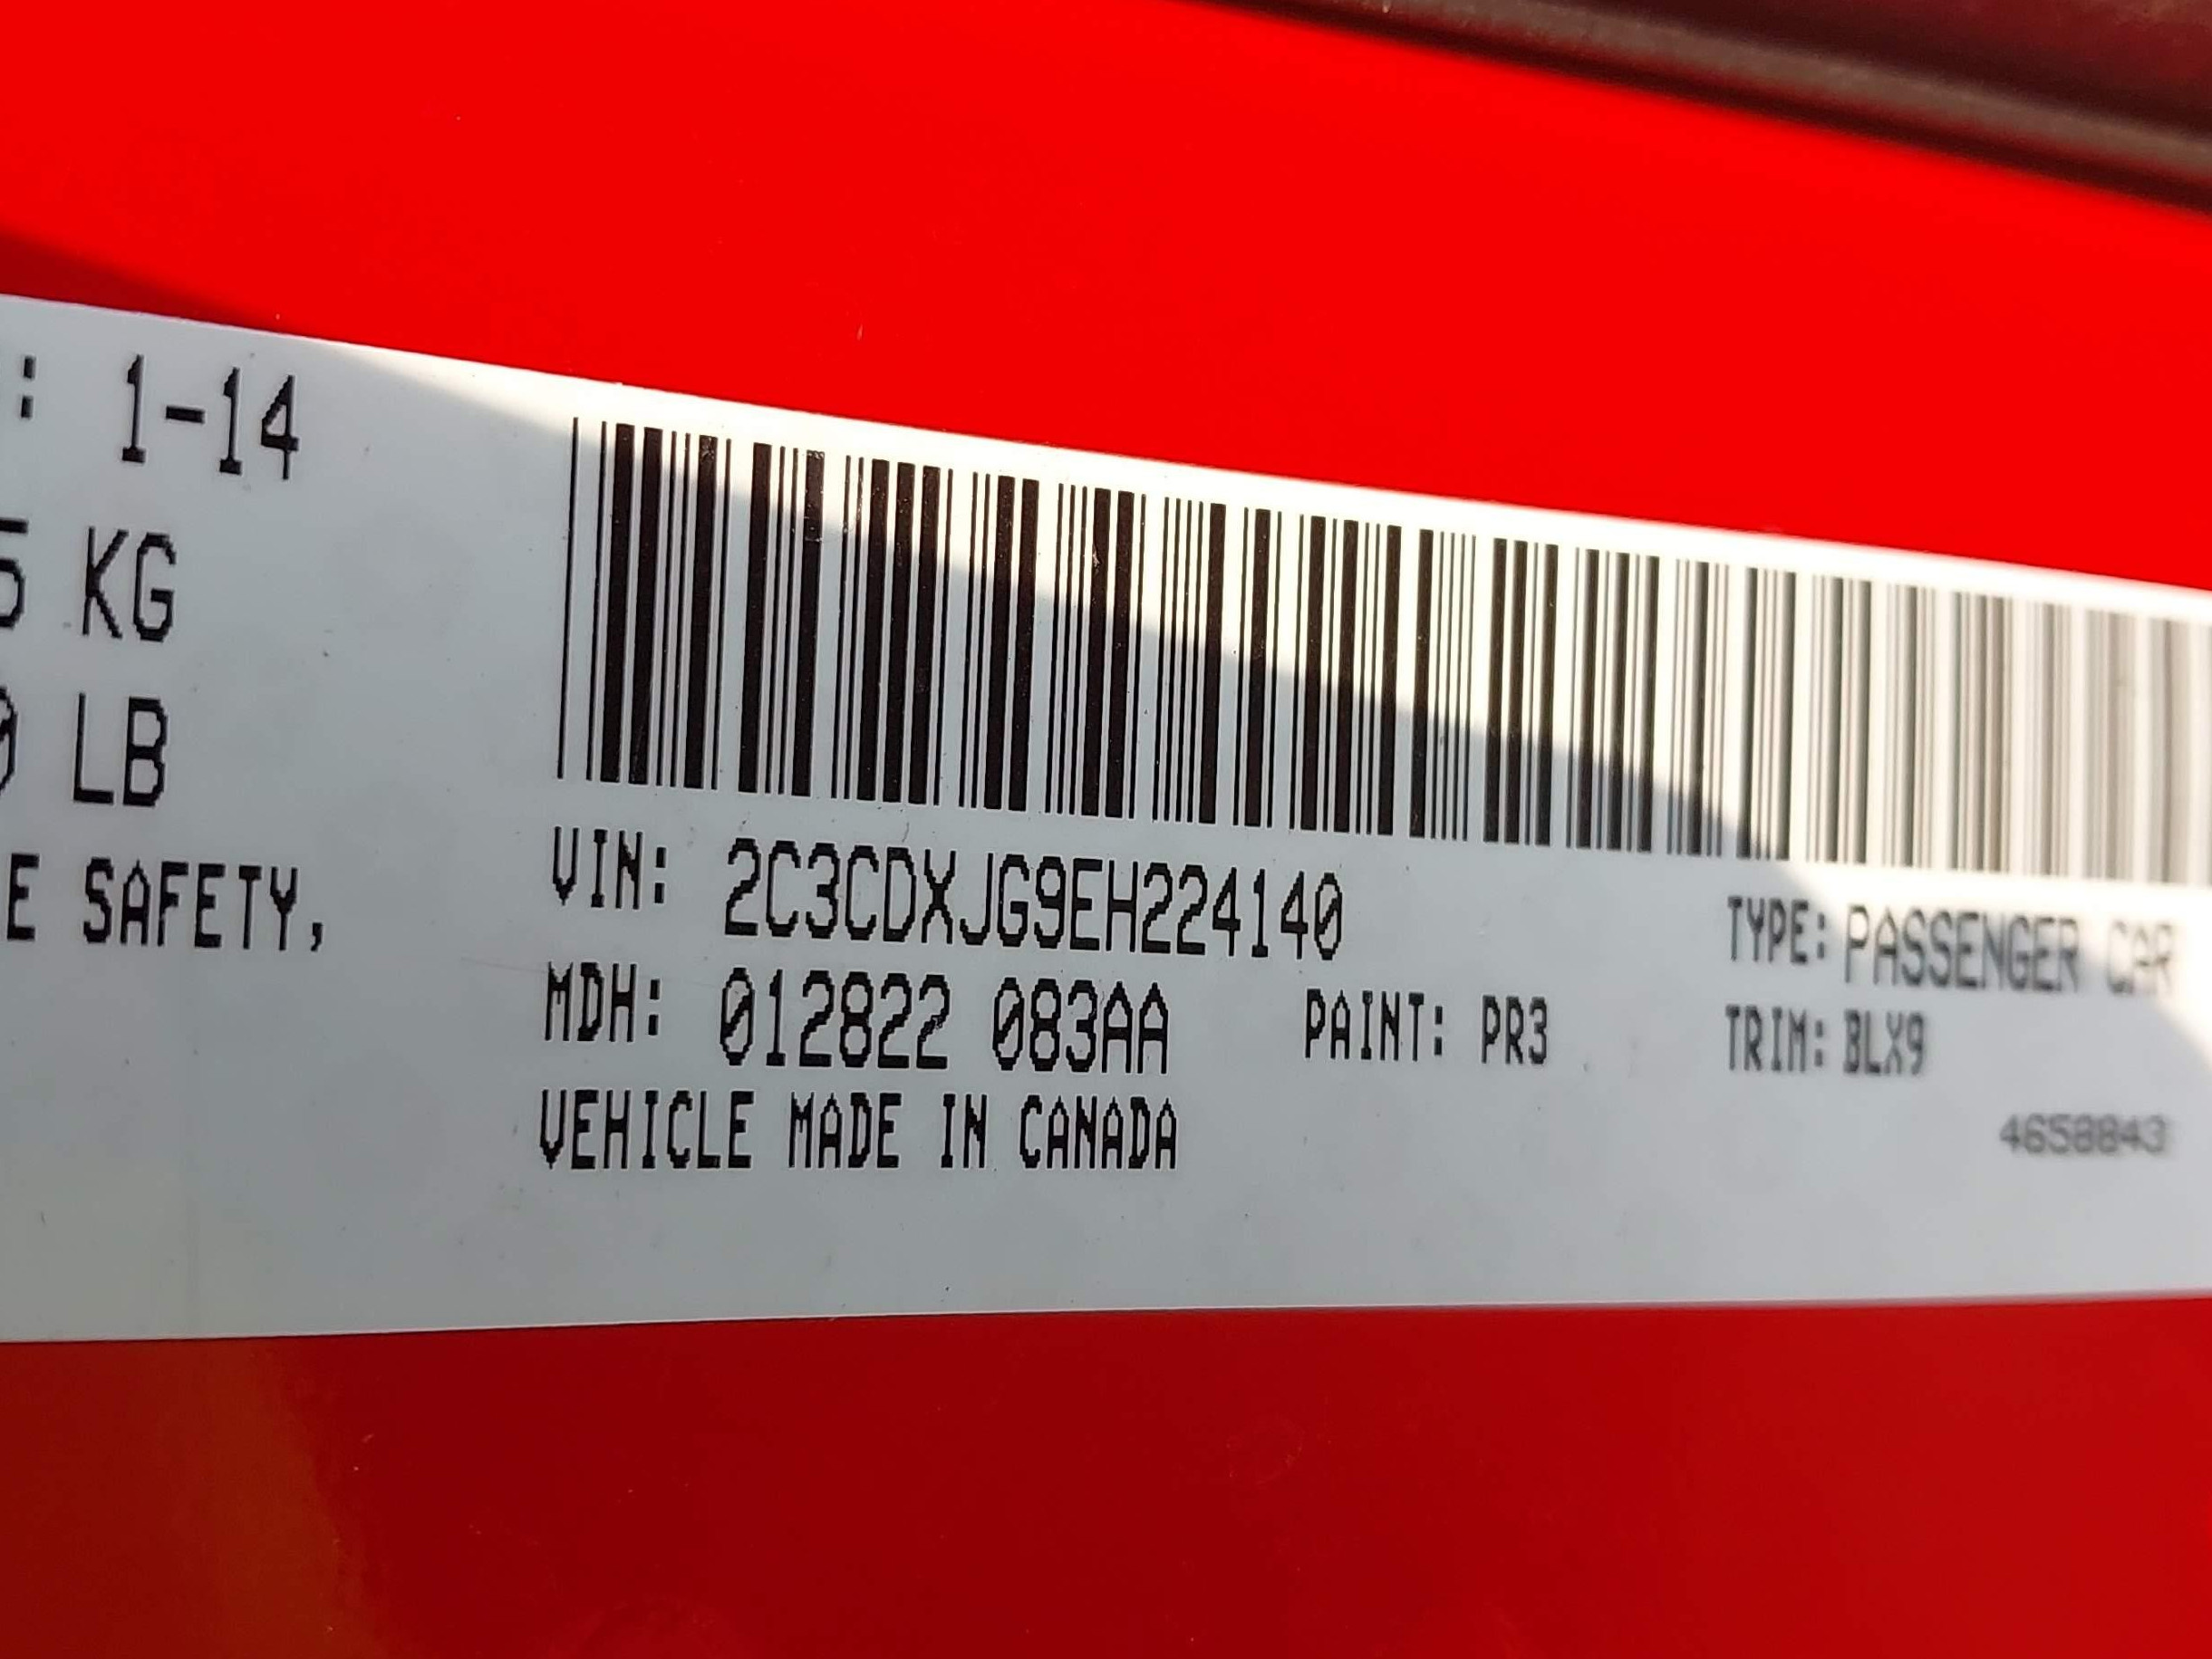 : 1-14
5 KG
0 LB
E SAFETY,
VIN: 2C3CDXJG9EH224140
TYPE: PASSENGER CAR
MDH: 012822 083AA
PAINT: PR3
TRIM: BLX9
VEHICLE MADE IN CANADA
4658843